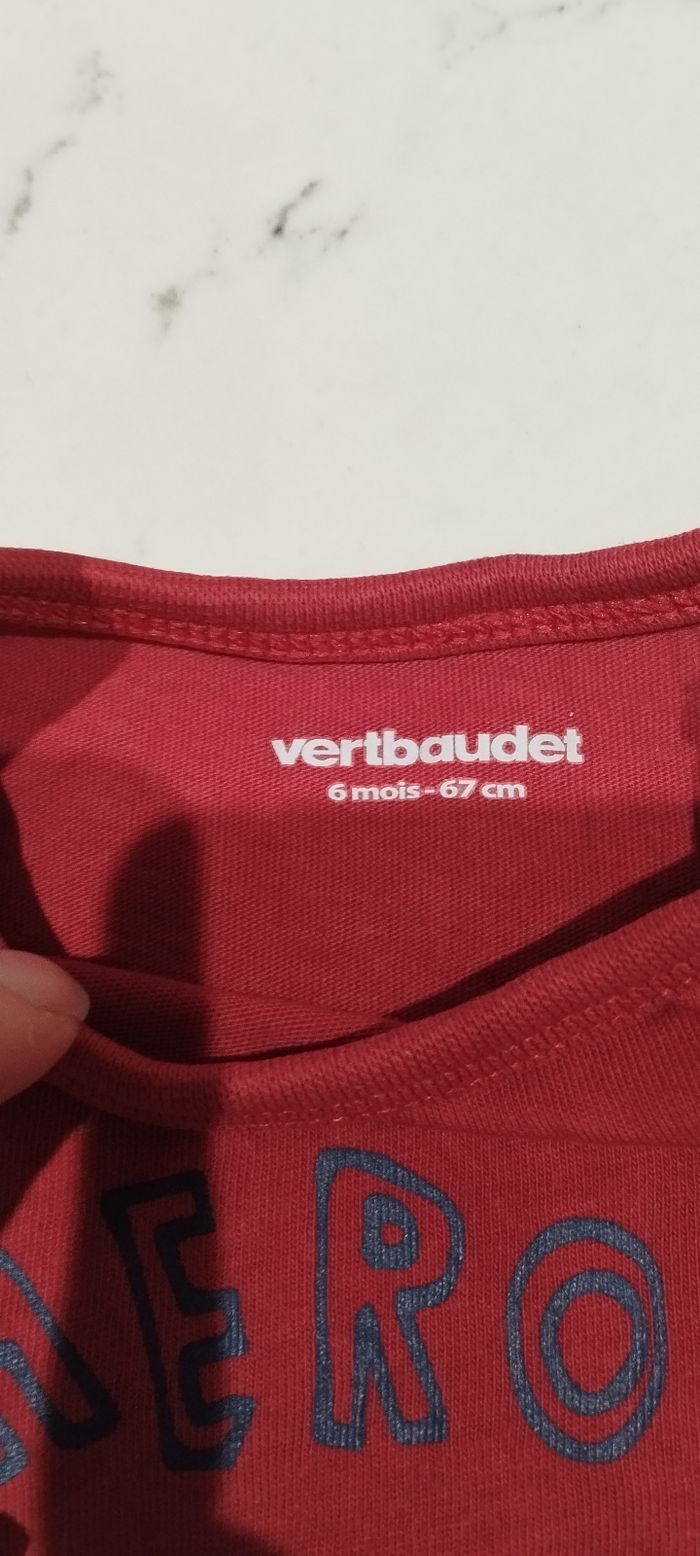 vertbaudet
6 mois - 67 cm
ERO